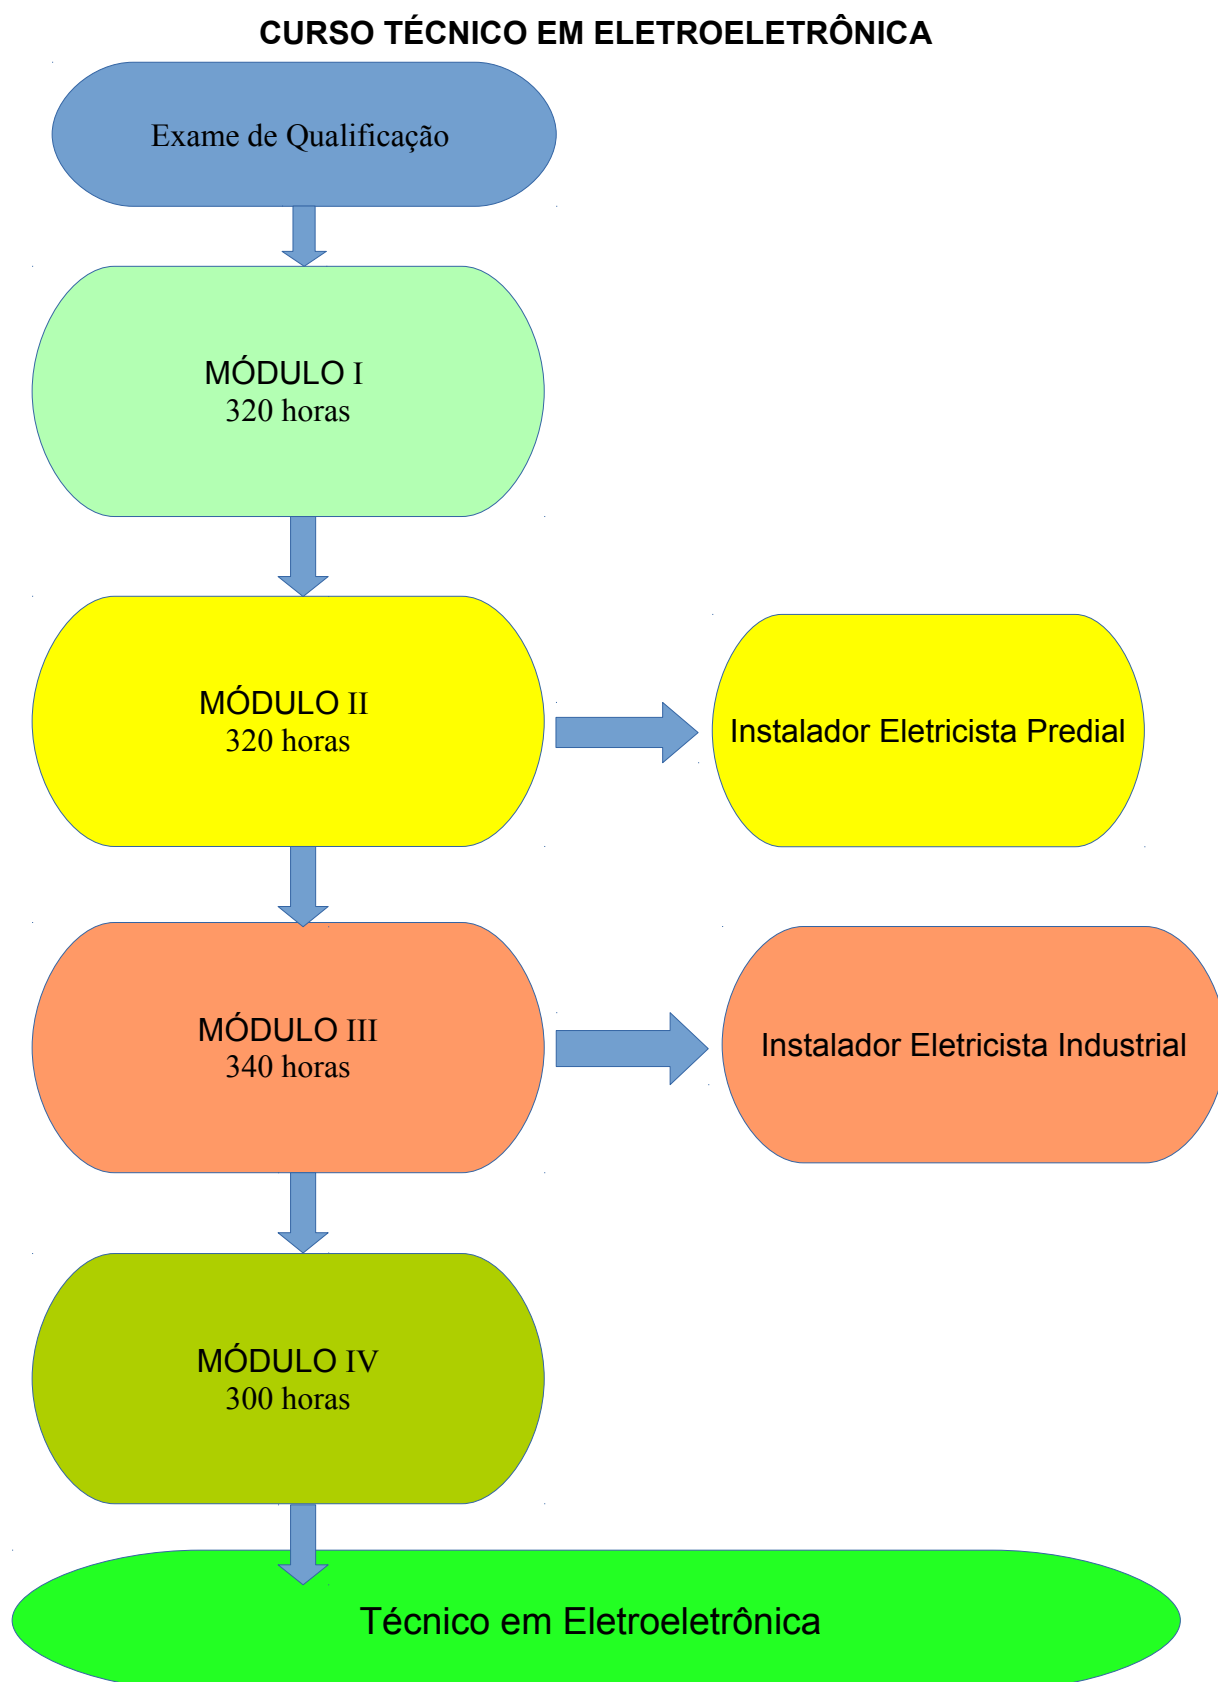 CURSO TÉCNICO EM ELETROELETRÔNICA
Exame de Qualificação
MÓDULO I
320 horas
MÓDULO II
320 horas
Instalador Eletricista Predial
MÓDULO III
340 horas
Instalador Eletricista Industrial
MÓDULO IV
300 horas
Técnico em Eletroeletrônica